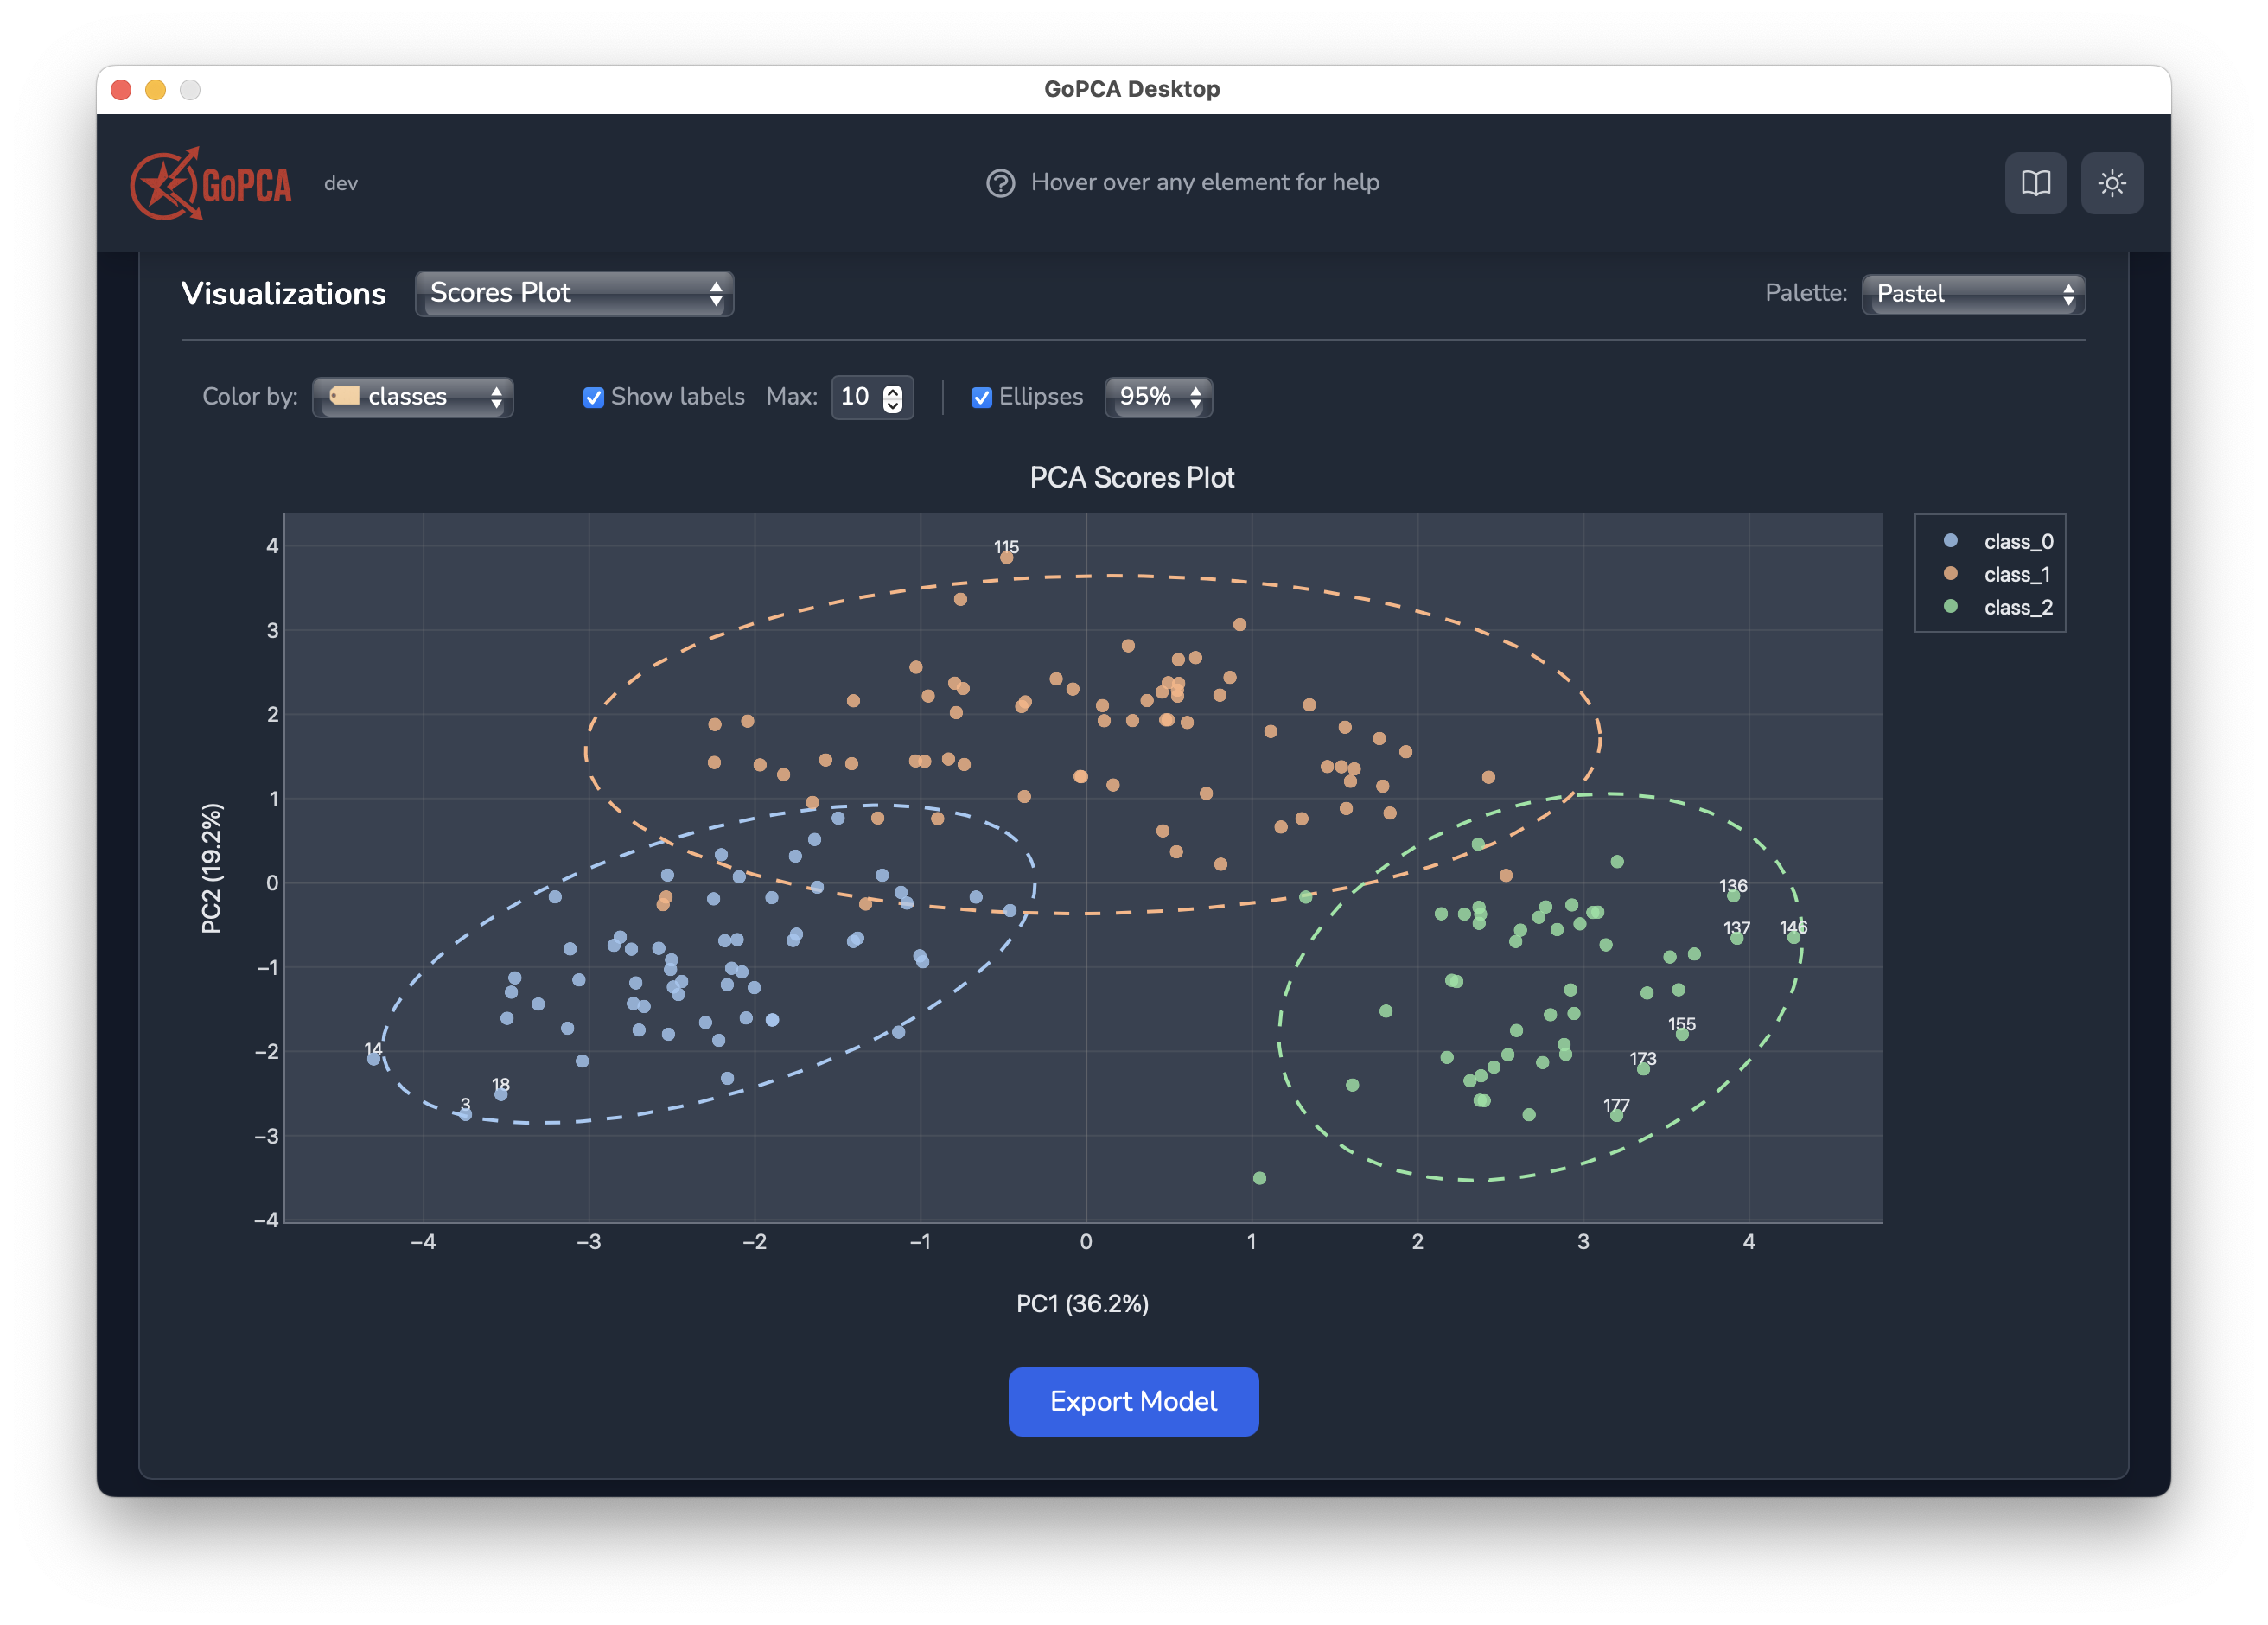 GoPCA Desktop
GoPCA dev
Hover over any element for help
Visualizations Scores Plot
Palette: Pastel
Color by: classes Show labels Max: 10 Ellipses 95%
PCA Scores Plot
class_0
class_1
class_2
115
136
137 146
155
173
177
14
18
3
4
3
2
1
0
−1
−2
−3
−4
PC2 (19.2%)
−4 −3 −2 −1 0 1 2 3 4
PC1 (36.2%)
Export Model